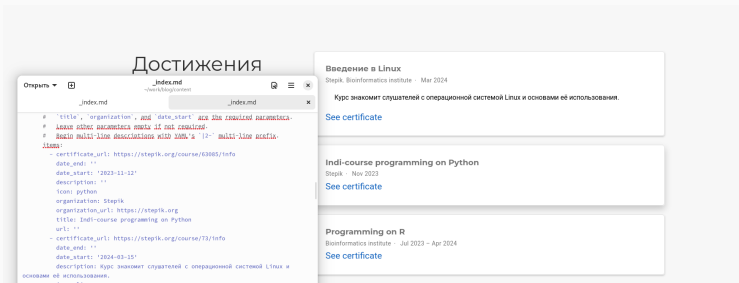 Достижения
Открыть
_index.md
~/work/blog/content
_index.md
_index.md
# `title`, `organization`, and `date_start` are the required parameters.
# Leave other parameters empty if not required.
# Begin multi-line descriptions with YAML's `|2-` multi-line prefix.
items:
- certificate_url: https://stepik.org/course/63085/info
date_end: ''
date_start: '2023-11-12'
description: ''
icon: python
organization: Stepik
organization_url: https://stepik.org
title: Indi-course programming on Python
url: ''
- certificate_url: https://stepik.org/course/73/info
date_end: ''
date_start: '2024-03-15'
description: Курс знакомит слушателей с операционной системой Linux и
основами её использования.
Введение в Linux
Stepik. Bioinformatics institute · Mar 2024
Курс знакомит слушателей с операционной системой Linux и основами её использования.
See certificate
Indi-course programming on Python
Stepik · Nov 2023
See certificate
Programming on R
Bioinformatics institute · Jul 2023 – Apr 2024
See certificate